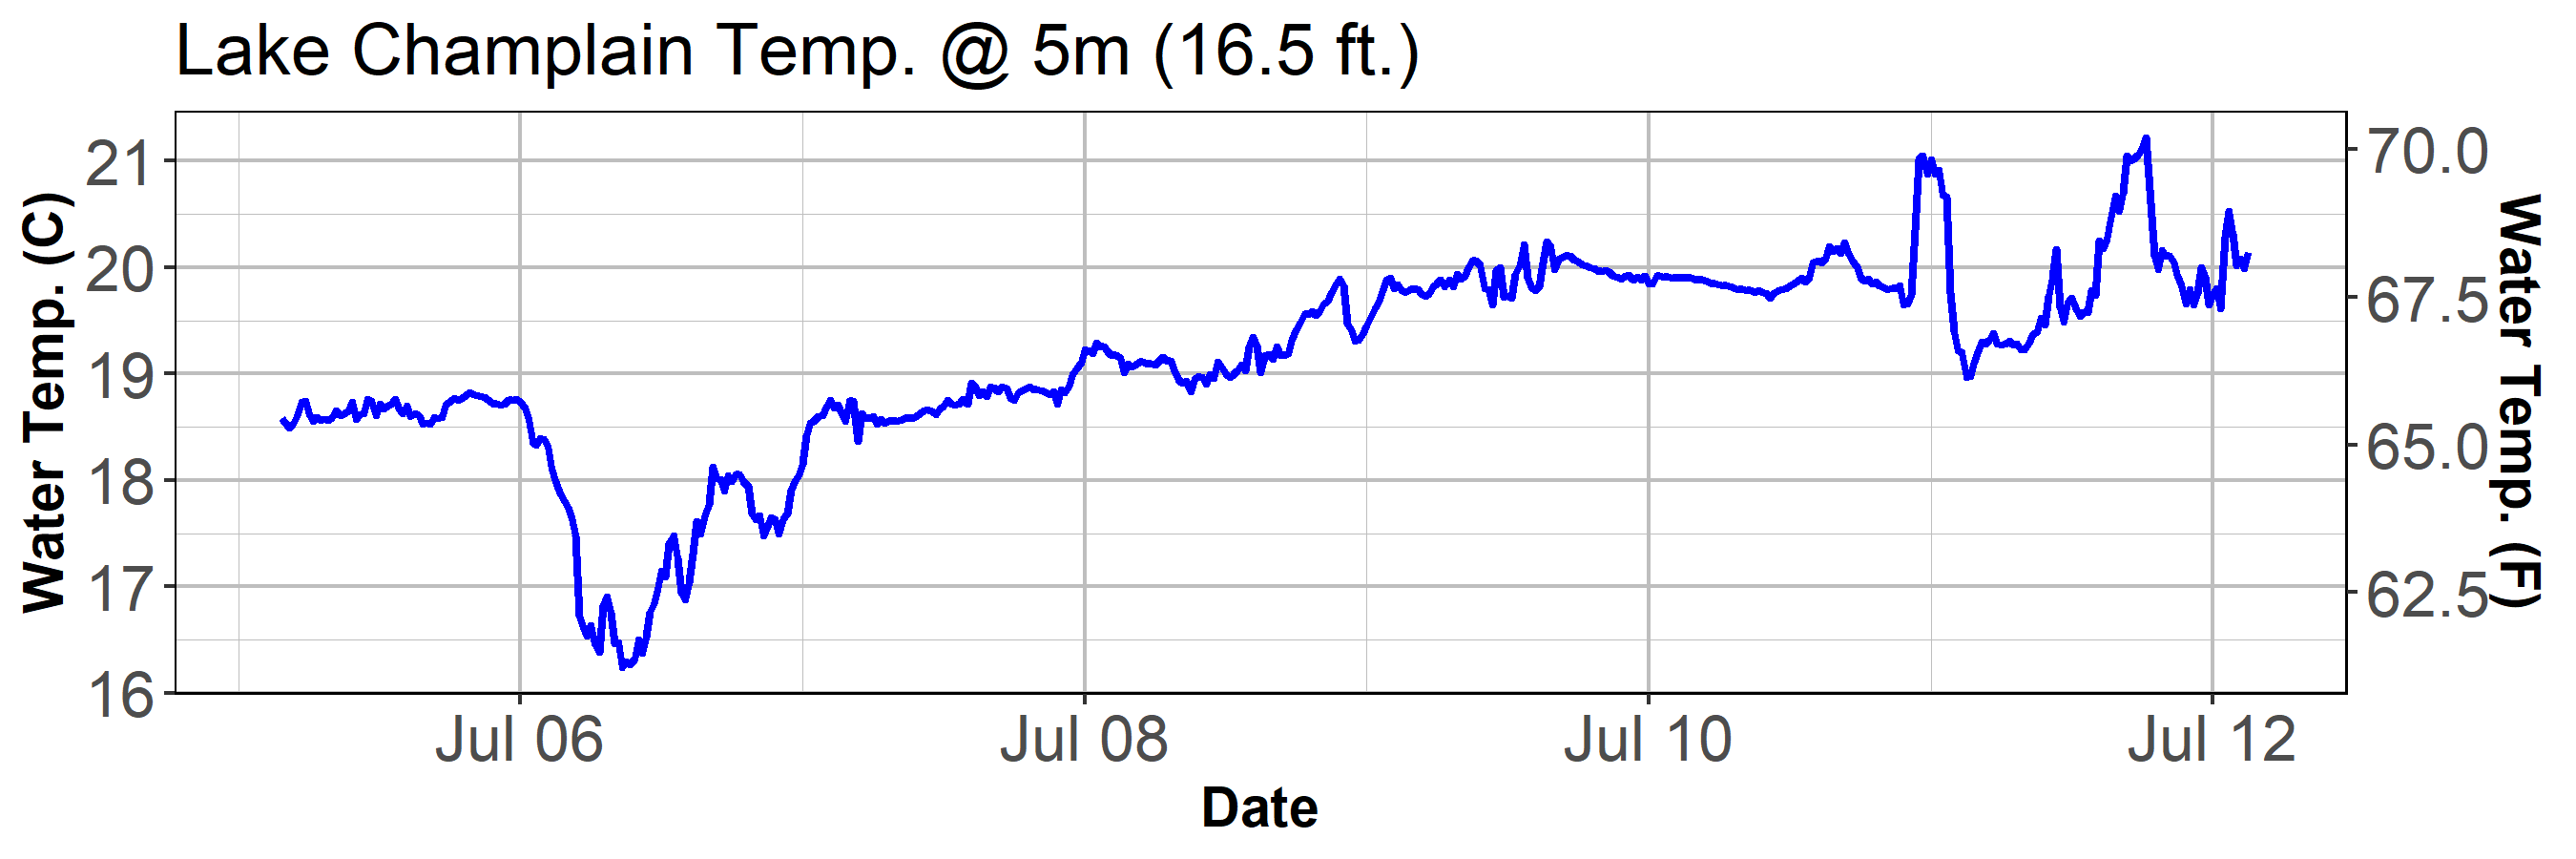 Lake Champlain Temp. @ 5m (16.5 ft.)
Water Temp. (C)
21
20
19
18
17
16
70.0
67.5
65.0
62.5
Water Temp. (F)
Jul 06 Jul 08 Jul 10 Jul 12
Date